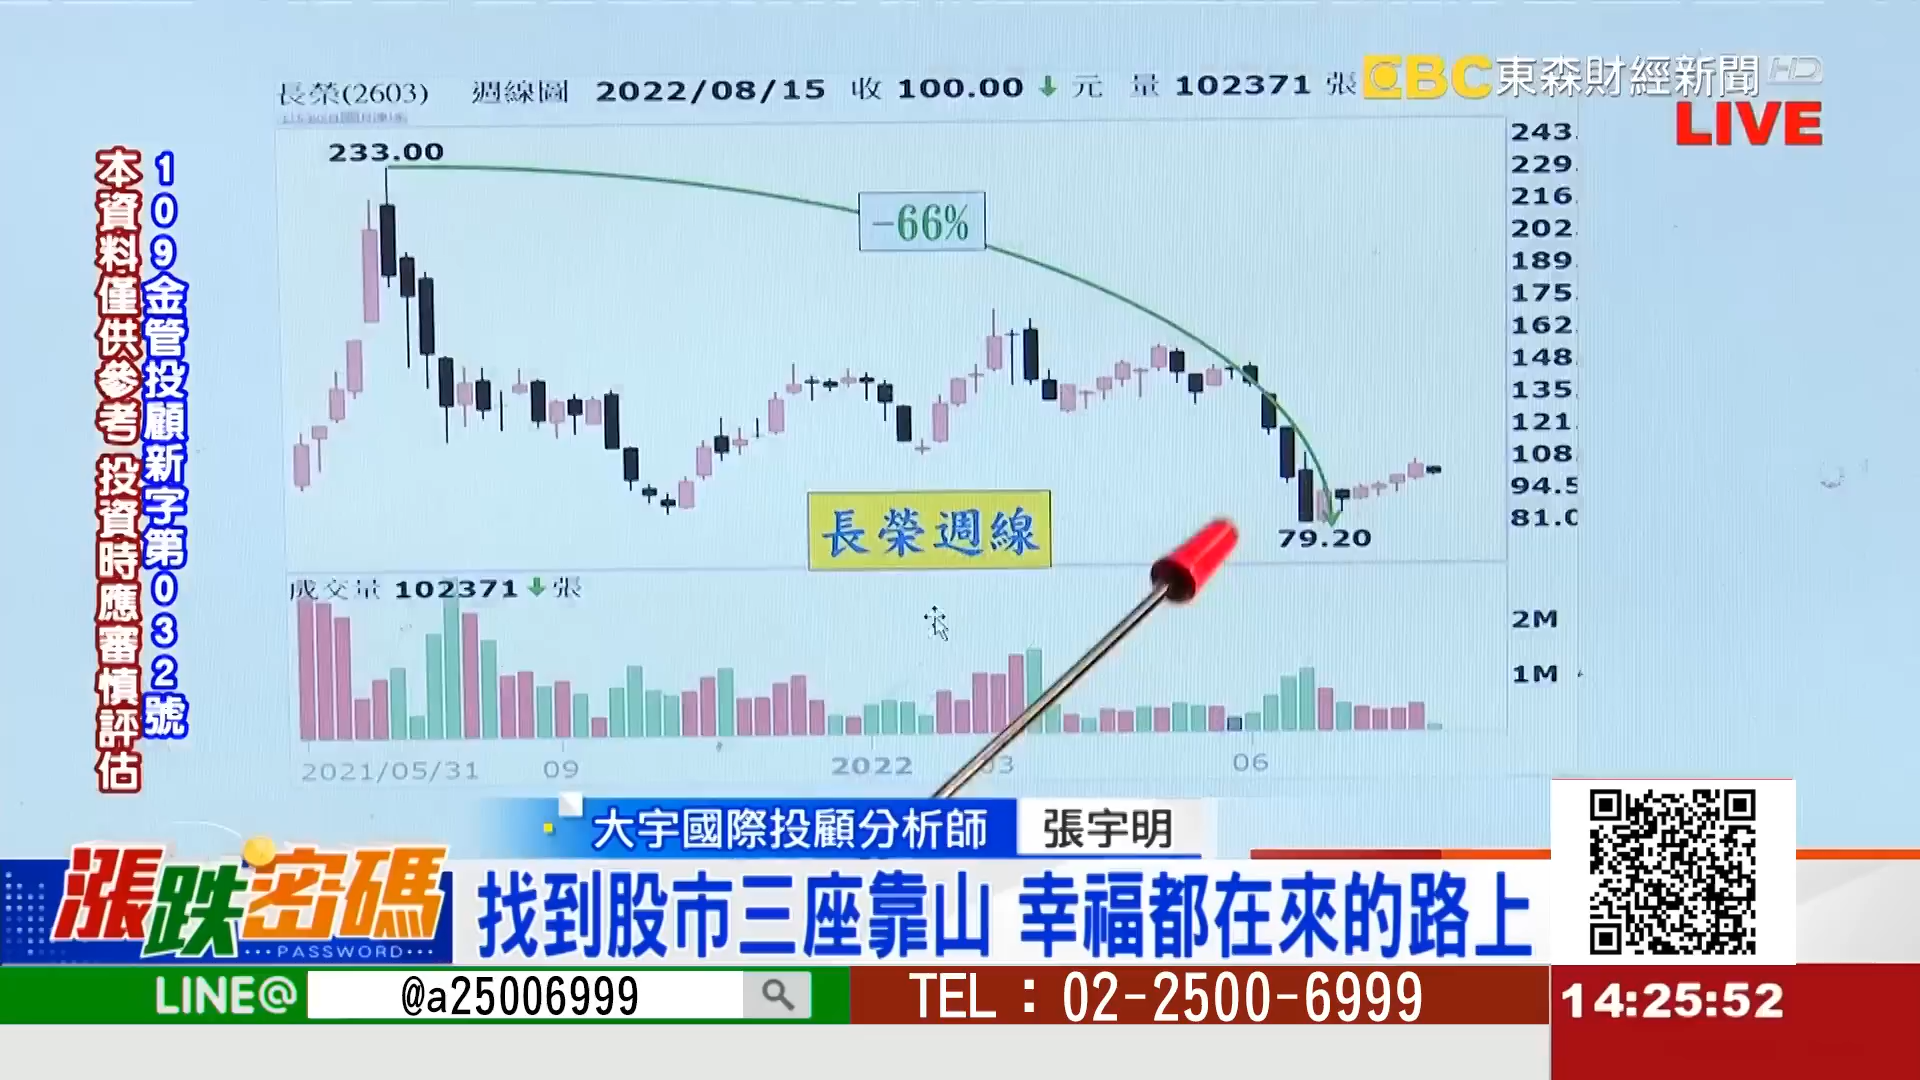 長榮(2603) 週線圖 2022/08/15 收 100.00 ↓ 元 量 102371 張
EBC 東森財經新聞 HD
LIVE
本資料僅供參考 投資時應審慎評估
109金管投顧新字第032號
233.00
-66%
79.20
長榮週線
243.
229.
216.
202.
189.
175.
162.
148.
135.
121.
108.
94.5
81.0
成交量 102371 ↓ 張
2M
1M
2021/05/31 09 2022 03 06
大宇國際投顧分析師 張宇明
漲跌密碼
PASSWORD
找到股市三座靠山 幸福都在來的路上
LINE@ @a25006999
TEL：02-2500-6999
14:25:52